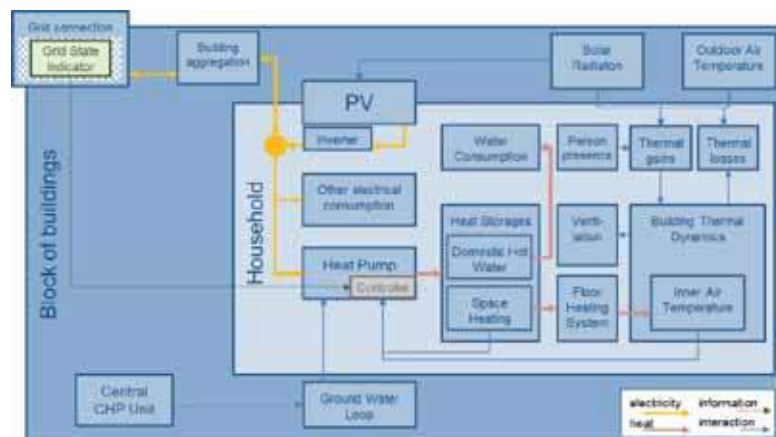 Grid connection
Grid State
Indicator
Building
aggregation
Solar
Radiation
Outdoor Air
Temperature
PV
Inverter
Water
Consumption
Person
presence
Thermal
gains
Thermal
losses
Other electrical
consumption
Household
Block of buildings
Heat Storages
Domestic Hot
Water
Space
Heating
Venti-
lation
Building Thermal
Dynamics
Heat Pump
Controller
Floor
Heating
System
Inner Air
Temperature
Central
CHP Unit
Ground Water
Loop
electricity
information
heat
interaction